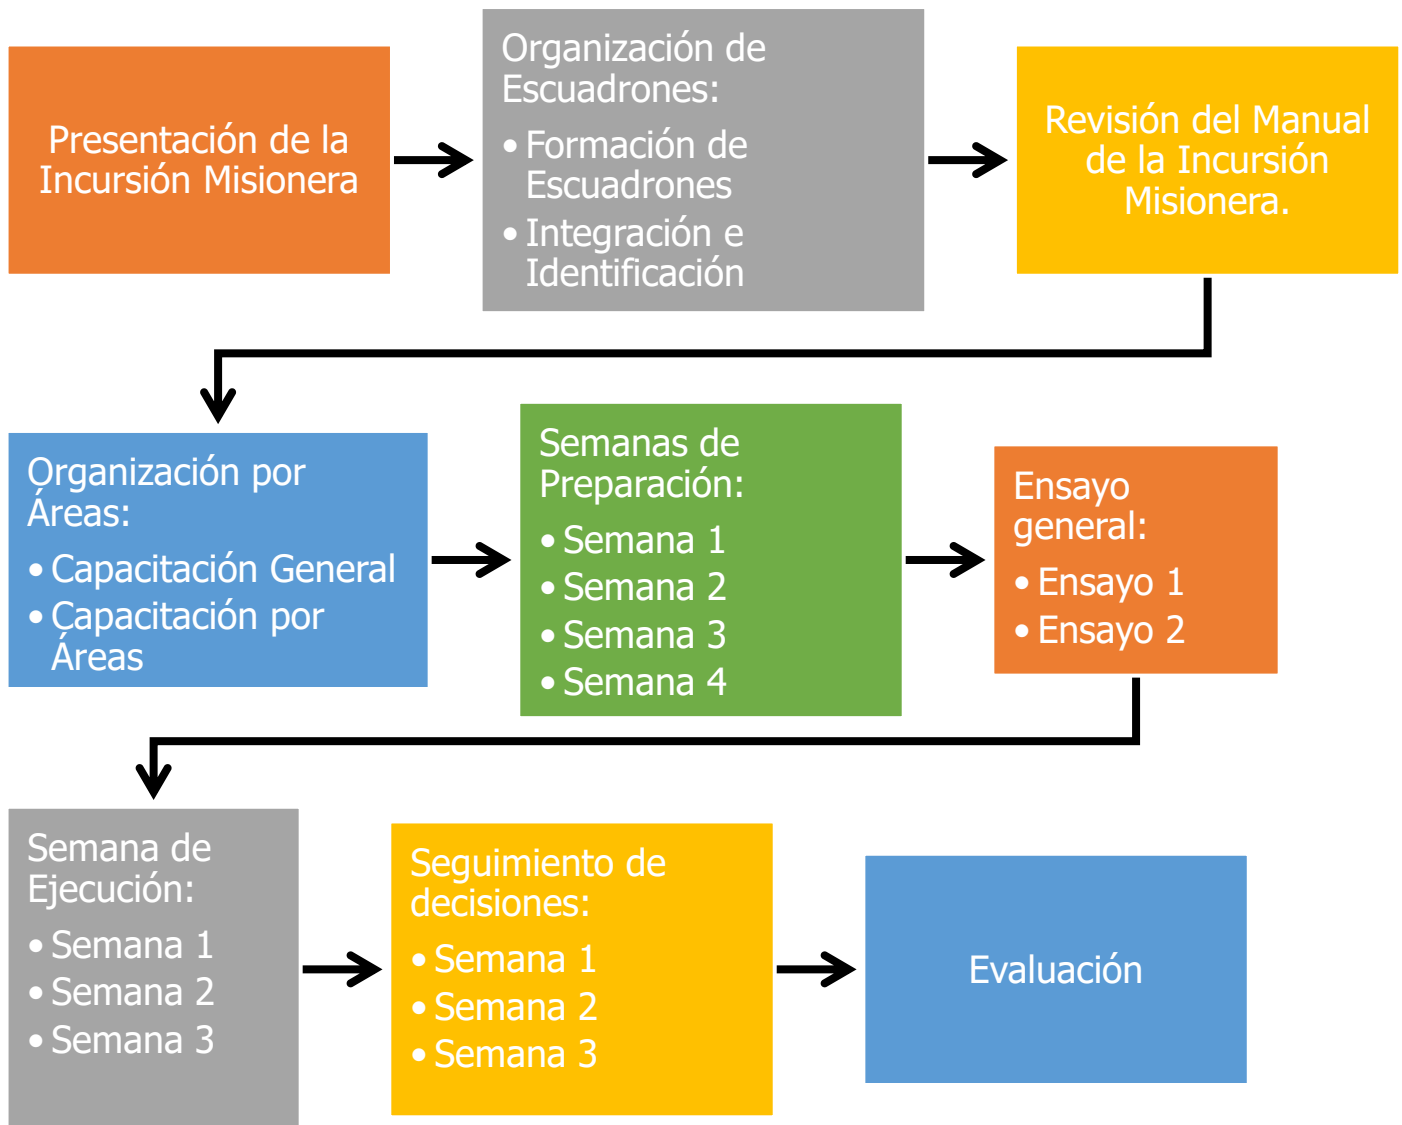 Presentación de la
Incursión Misionera
Organización de
Escuadrones:
• Formación de
Escuadrones
• Integración e
Identificación
Revisión del Manual
de la Incursión
Misionera.
Organización por
Áreas:
• Capacitación General
• Capacitación por
Áreas
Semanas de
Preparación:
• Semana 1
• Semana 2
• Semana 3
• Semana 4
Ensayo
general:
• Ensayo 1
• Ensayo 2
Semana de
Ejecución:
• Semana 1
• Semana 2
• Semana 3
Seguimiento de
decisiones:
• Semana 1
• Semana 2
• Semana 3
Evaluación